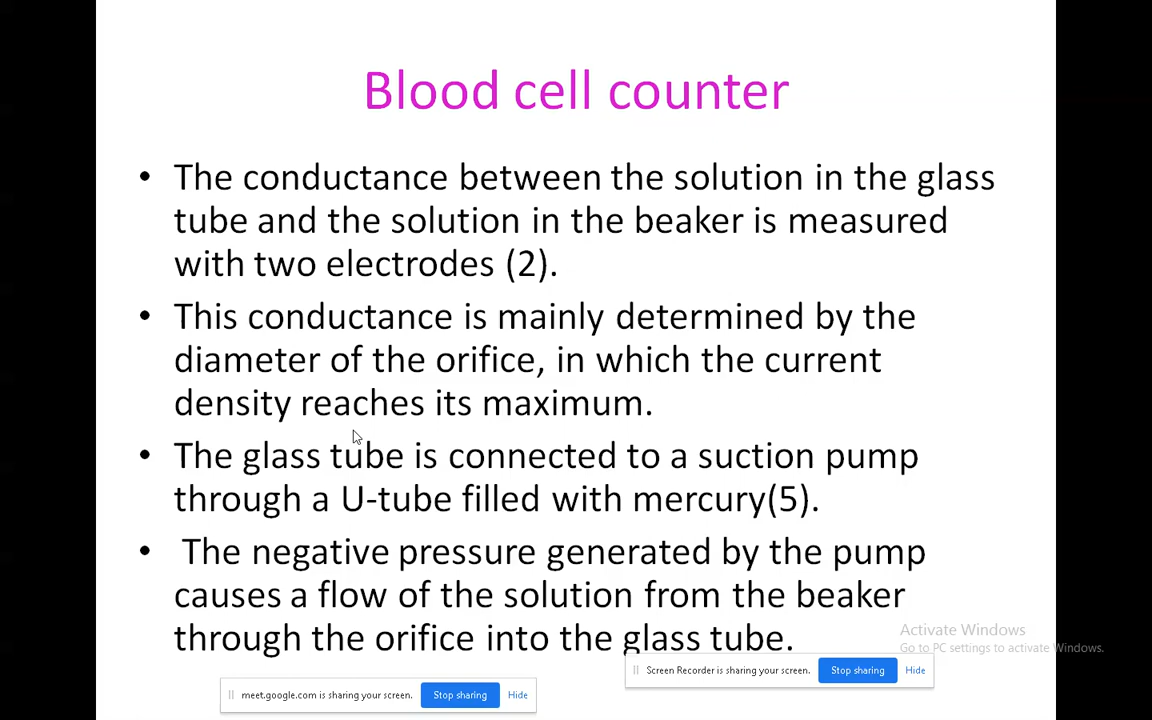 Blood cell counter
• The conductance between the solution in the glass
tube and the solution in the beaker is measured
with two electrodes (2).
• This conductance is mainly determined by the
diameter of the orifice, in which the current
density reaches its maximum.
• The glass tube is connected to a suction pump
through a U-tube filled with mercury(5).
• The negative pressure generated by the pump
causes a flow of the solution from the beaker
through the orifice into the glass tube.
Activate Windows
Go to PC settings to activate Windows.
Screen Recorder is sharing your screen. Stop sharing Hide
meet.google.com is sharing your screen. Stop sharing Hide